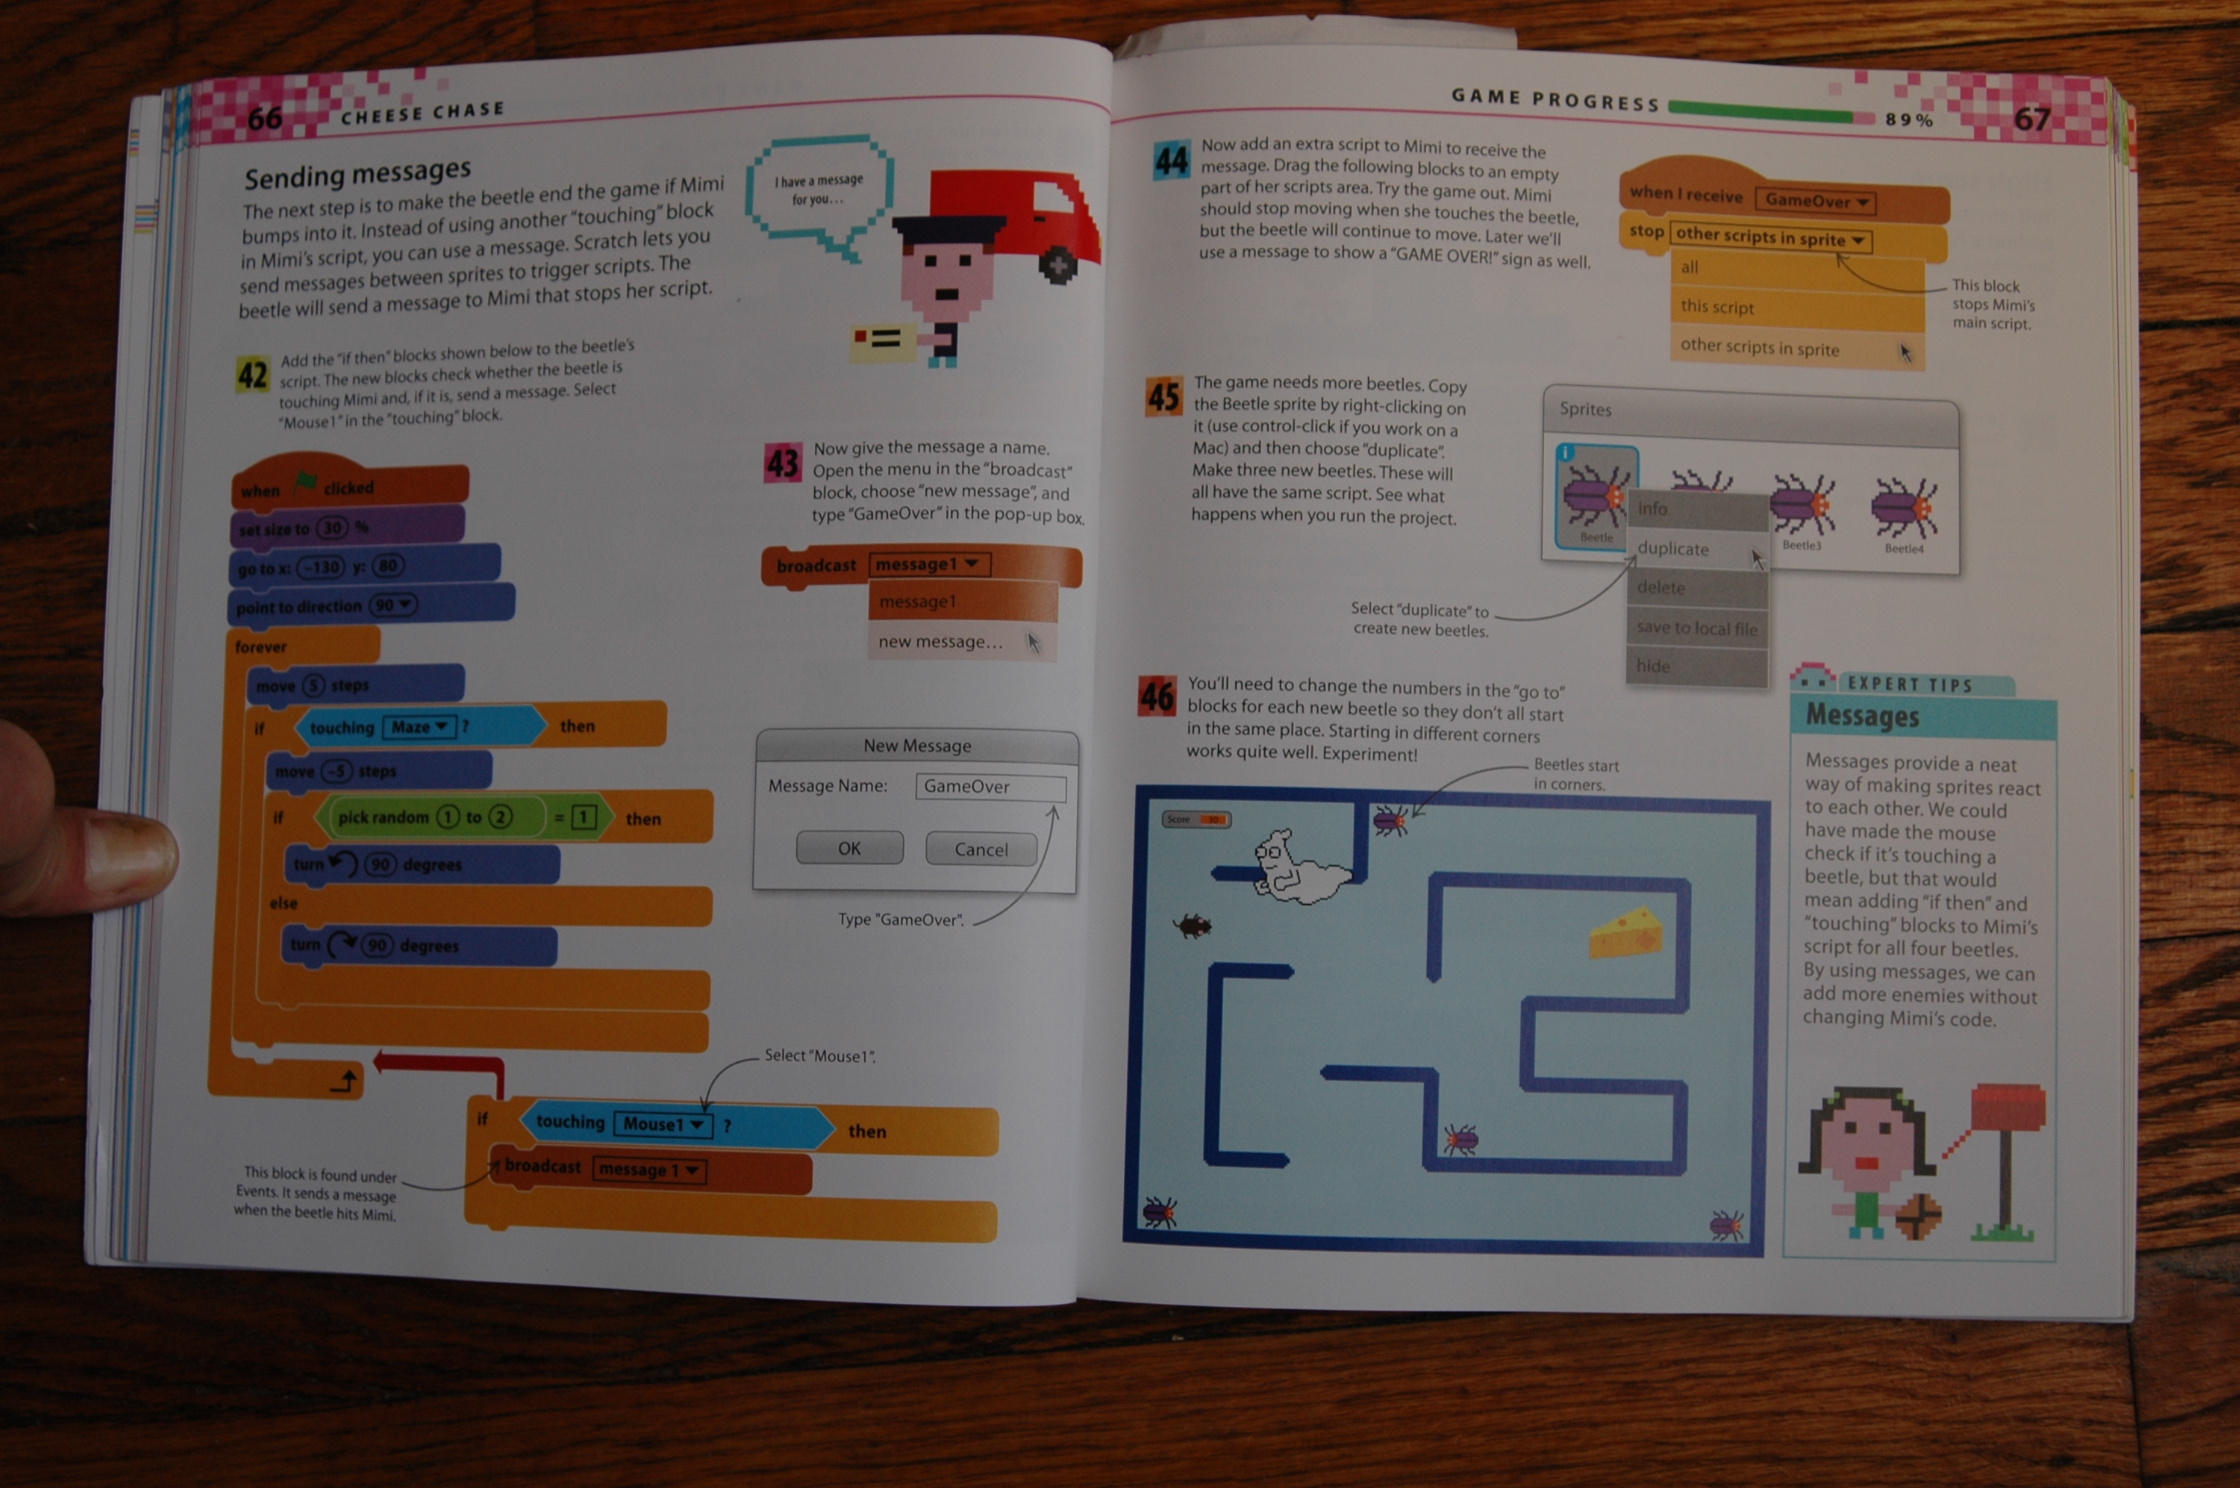 66 CHEESE CHASE
Sending messages
The next step is to make the beetle end the game if Mimi
bumps into it. Instead of using another "touching" block
in Mimi's script, you can use a message. Scratch lets you
send messages between sprites to trigger scripts. The
beetle will send a message to Mimi that stops her script.
I have a message
for you...
42 Add the "if then" blocks shown below to the beetle's
script. The new blocks check whether the beetle is
touching Mimi and, if it is, send a message. Select
"Mouse1" in the "touching" block.
when clicked
set size to 30 %
go to x: -130 y: 80
point to direction 90
forever
move 5 steps
if touching Maze ? then
move -5 steps
if pick random 1 to 2 = 1 then
turn 90 degrees
else
turn 90 degrees
Select "Mouse1".
if touching Mouse1 ? then
broadcast message 1
This block is found under
Events. It sends a message
when the beetle hits Mimi.
43 Now give the message a name.
Open the menu in the "broadcast"
block, choose "new message", and
type "GameOver" in the pop-up box.
broadcast message1
message1
new message...
New Message
Message Name: GameOver
OK Cancel
Type "GameOver".
GAME PROGRESS 89% 67
44 Now add an extra script to Mimi to receive the
message. Drag the following blocks to an empty
part of her scripts area. Try the game out. Mimi
should stop moving when she touches the beetle,
but the beetle will continue to move. Later we'll
use a message to show a "GAME OVER!" sign as well.
when I receive GameOver
stop other scripts in sprite
all
this script
other scripts in sprite
This block
stops Mimi's
main script.
45 The game needs more beetles. Copy
the Beetle sprite by right-clicking on
it (use control-click if you work on a
Mac) and then choose "duplicate".
Make three new beetles. These will
all have the same script. See what
happens when you run the project.
Sprites
Beetle
Beetle3
Beetle4
info
duplicate
delete
save to local file
hide
Select "duplicate" to
create new beetles.
46 You'll need to change the numbers in the "go to"
blocks for each new beetle so they don't all start
in the same place. Starting in different corners
works quite well. Experiment!
Beetles start
in corners.
Score
EXPERT TIPS
Messages
Messages provide a neat
way of making sprites react
to each other. We could
have made the mouse
check if it's touching a
beetle, but that would
mean adding "if then" and
"touching" blocks to Mimi's
script for all four beetles.
By using messages, we can
add more enemies without
changing Mimi's code.